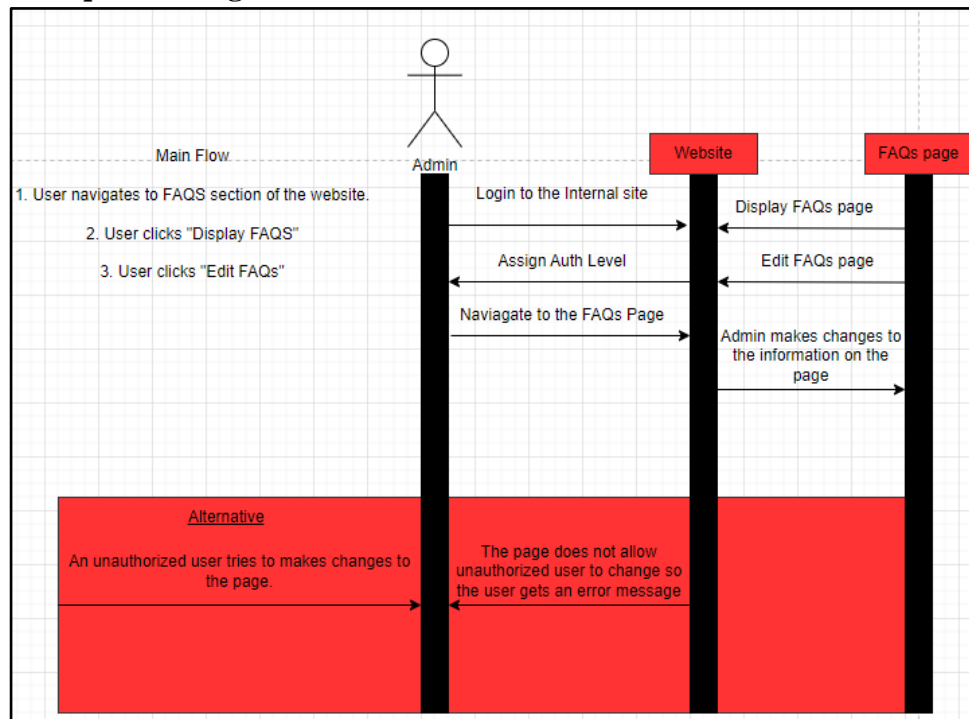 Main Flow
1. User navigates to FAQS section of the website.
2. User clicks "Display FAQS"
3. User clicks "Edit FAQs"
Admin
Website
FAQs page
Login to the Internal site
Display FAQs page
Assign Auth Level
Edit FAQs page
Naviagate to the FAQs Page
Admin makes changes to
the information on the
page
Alternative
An unauthorized user tries to makes changes to
the page.
The page does not allow
unauthorized user to change so
the user gets an error message